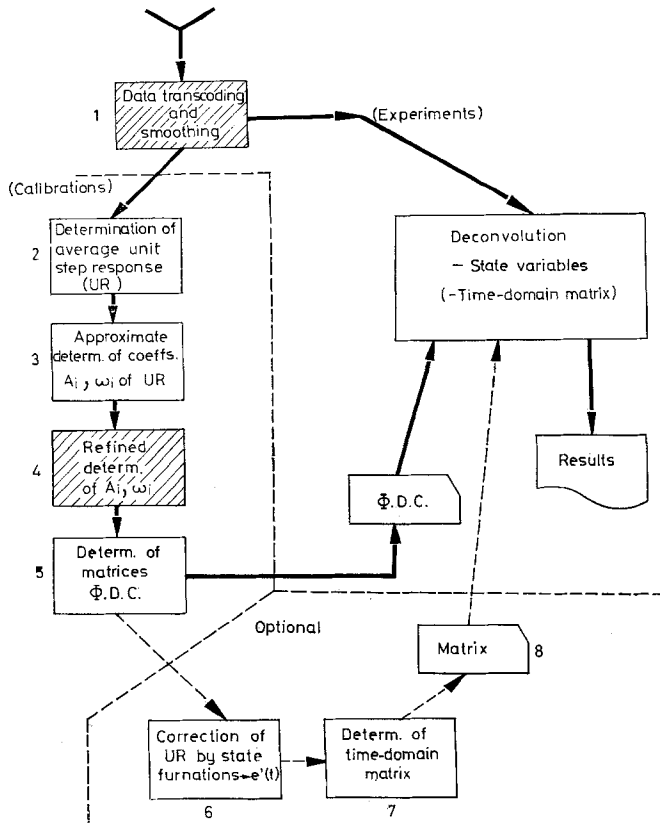 Data transcoding
and
smoothing
1
(Experiments)
(Calibrations)
Determination of
average unit
step response
(UR)
2
Approximate
determ. of coeffs.
Ai, ωi of UR
3
Refined
determ.
of Ai, ωi
4
Determ. of
matrices
Φ.D.C.
5
Deconvolution
- State variables
(-Time-domain matrix)
Results
Φ.D.C.
Optional
Matrix
8
Correction of
UR by state
furnations→e'(t)
6
Determ. of
time-domain
matrix
7